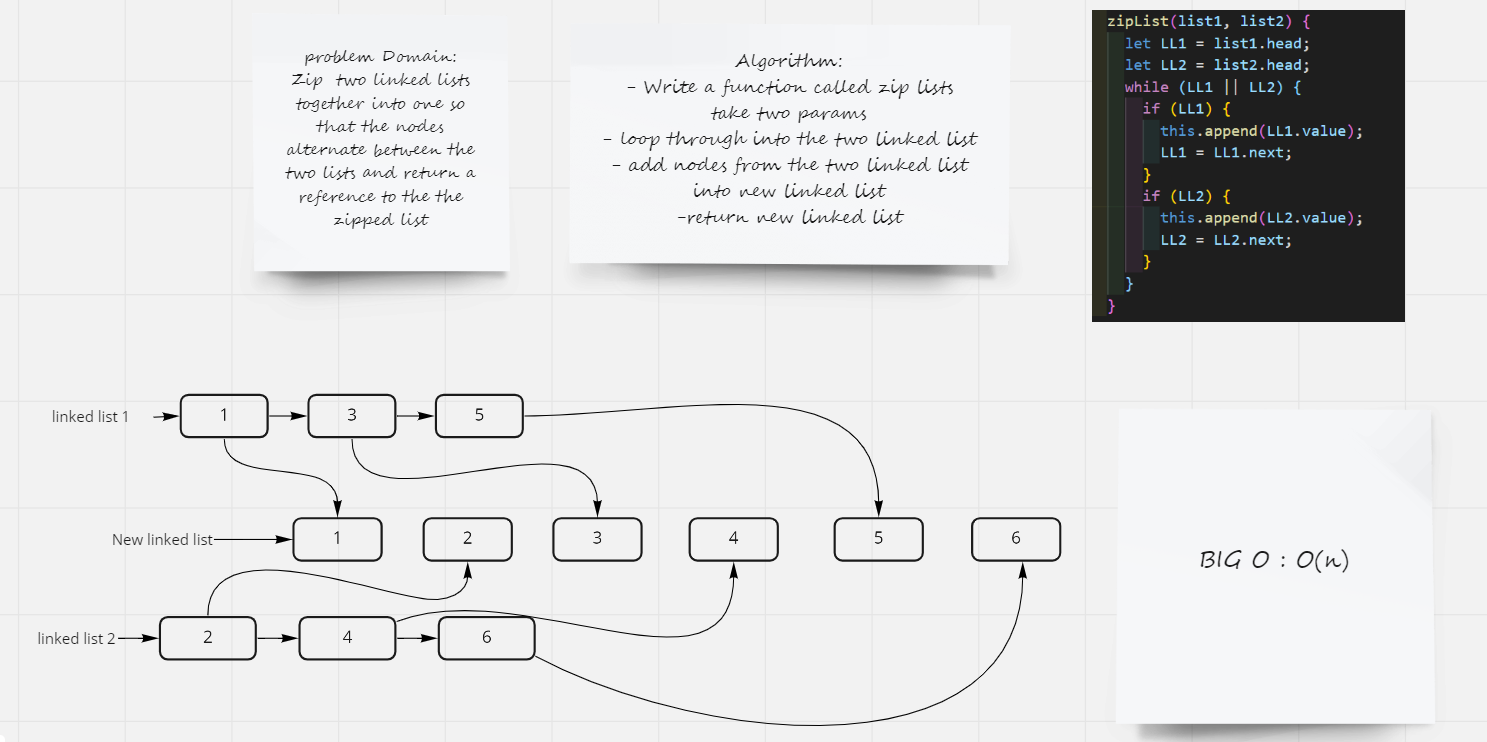 problem Domain:
Zip two linked lists
together into one so
that the nodes
alternate between the
two lists and return a
reference to the the
zipped list
Algorithm:
- Write a function called zip lists
take two params
- loop through into the two linked list
- add nodes from the two linked list
into new linked list
-return new linked list
zipList(list1, list2) {
let LL1 = list1.head;
let LL2 = list2.head;
while (LL1 || LL2) {
if (LL1) {
this.append(LL1.value);
LL1 = LL1.next;
}
if (LL2) {
this.append(LL2.value);
LL2 = LL2.next;
}
}
}
linked list 1
1
3
5
New linked list
1
2
3
4
5
6
linked list 2
2
4
6
BIG O : O(n)